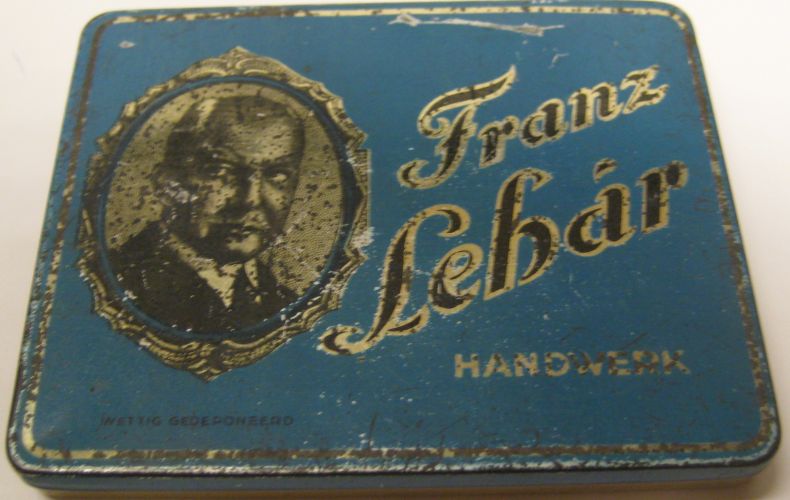 Franz
Lehár
HANDWERK
WETTIG GEDEPONEERD